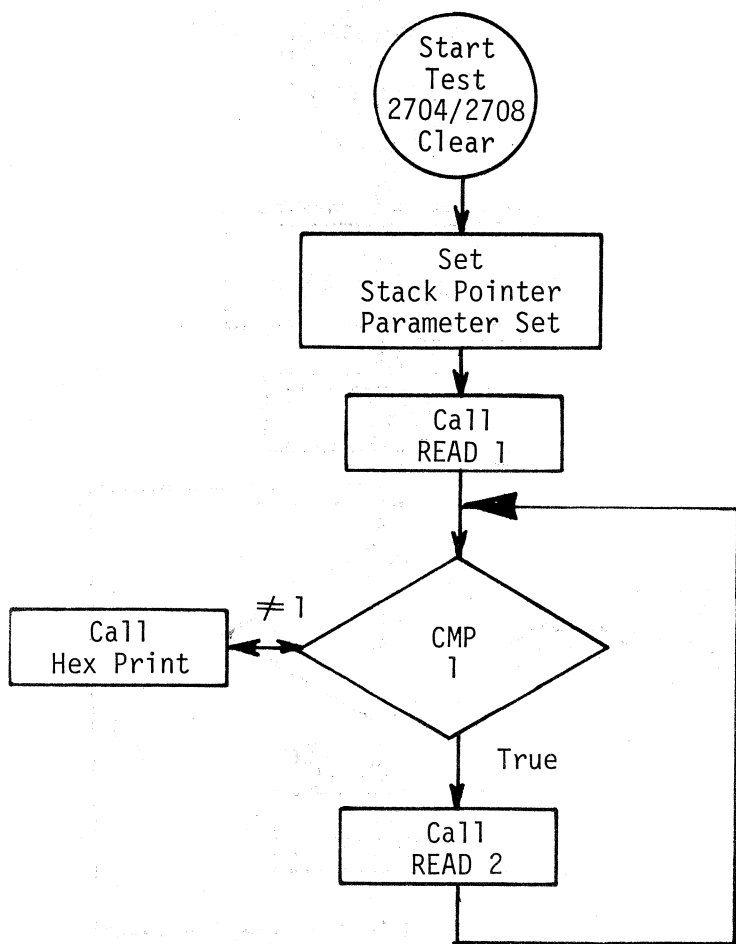 Start
Test
2704/2708
Clear
Set
Stack Pointer
Parameter Set
Call
READ 1
≠ 1
Call
Hex Print
CMP
1
True
Call
READ 2